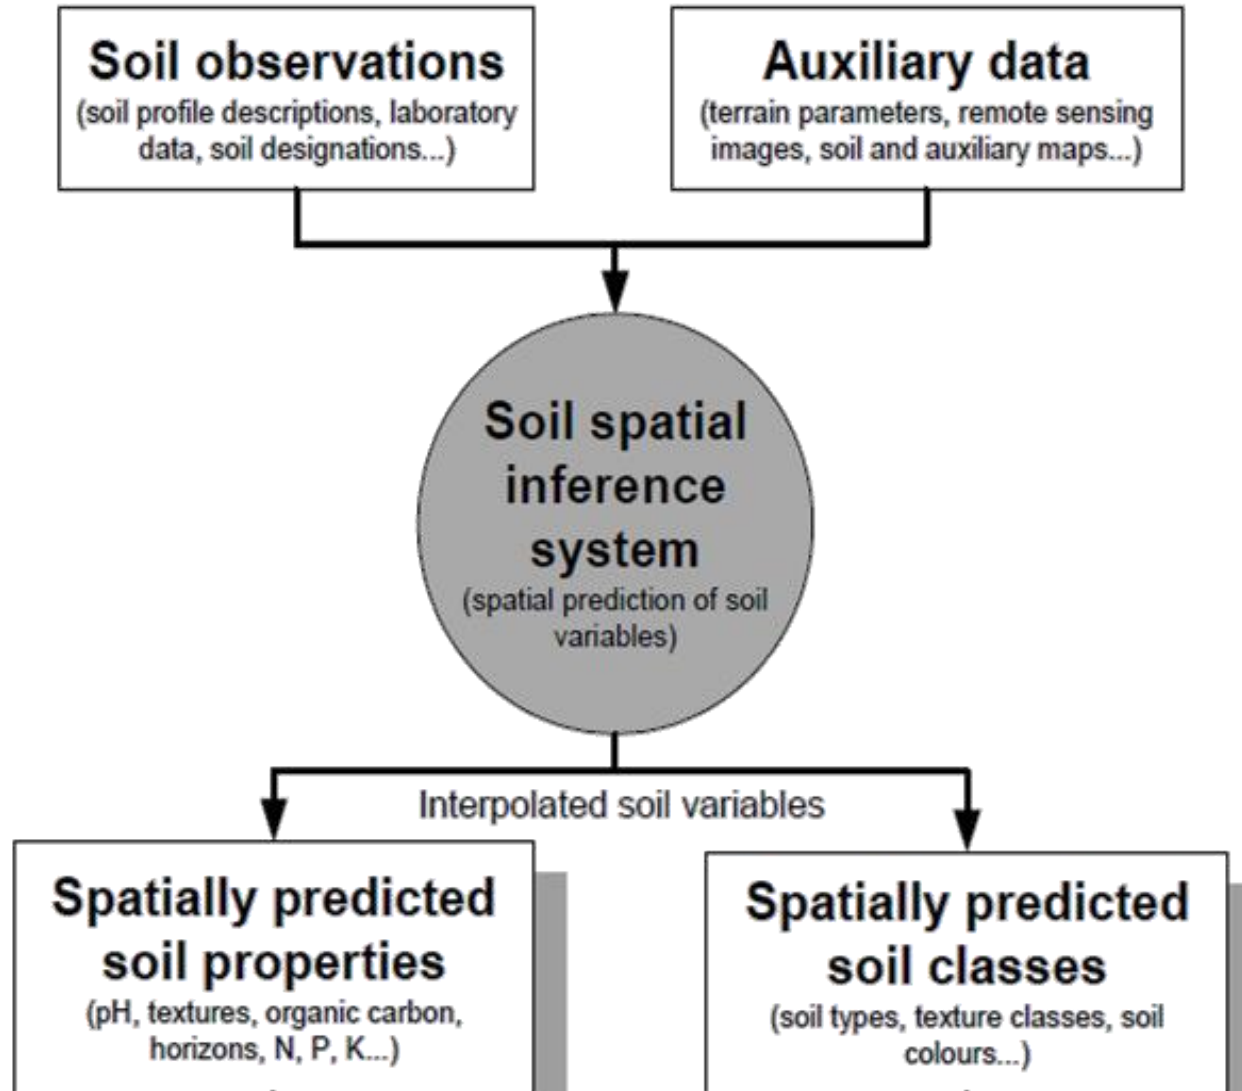 Soil observations
(soil profile descriptions, laboratory
data, soil designations...)
Auxiliary data
(terrain parameters, remote sensing
images, soil and auxiliary maps...)
Soil spatial
inference
system
(spatial prediction of soil
variables)
Interpolated soil variables
Spatially predicted
soil properties
(pH, textures, organic carbon,
horizons, N, P, K...)
Spatially predicted
soil classes
(soil types, texture classes, soil
colours...)